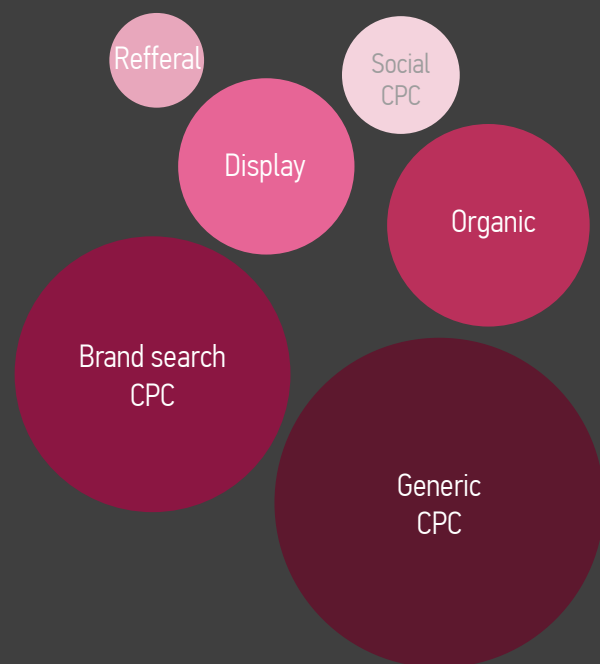 Refferal
Social
CPC
Display
Organic
Brand search
CPC
Generic
CPC